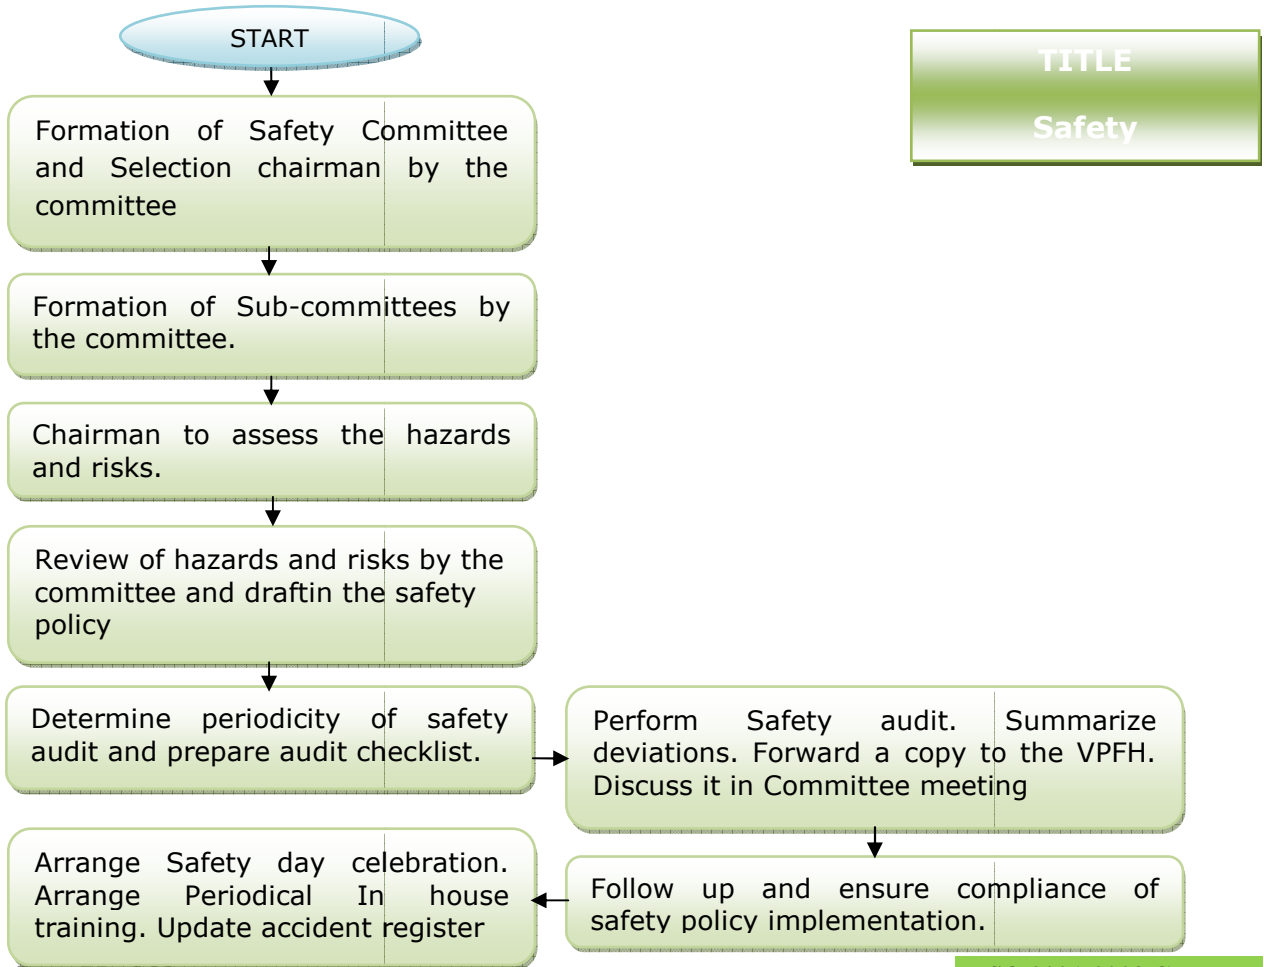 START
TITLE
Safety
Formation of Safety Committee
and Selection chairman by the
committee
Formation of Sub-committees by
the committee.
Chairman to assess the hazards
and risks.
Review of hazards and risks by the
committee and draftin the safety
policy
Determine periodicity of safety
audit and prepare audit checklist.
Perform Safety audit. Summarize
deviations. Forward a copy to the VPFH.
Discuss it in Committee meeting
Follow up and ensure compliance of
safety policy implementation.
Arrange Safety day celebration.
Arrange Periodical In house
training. Update accident register